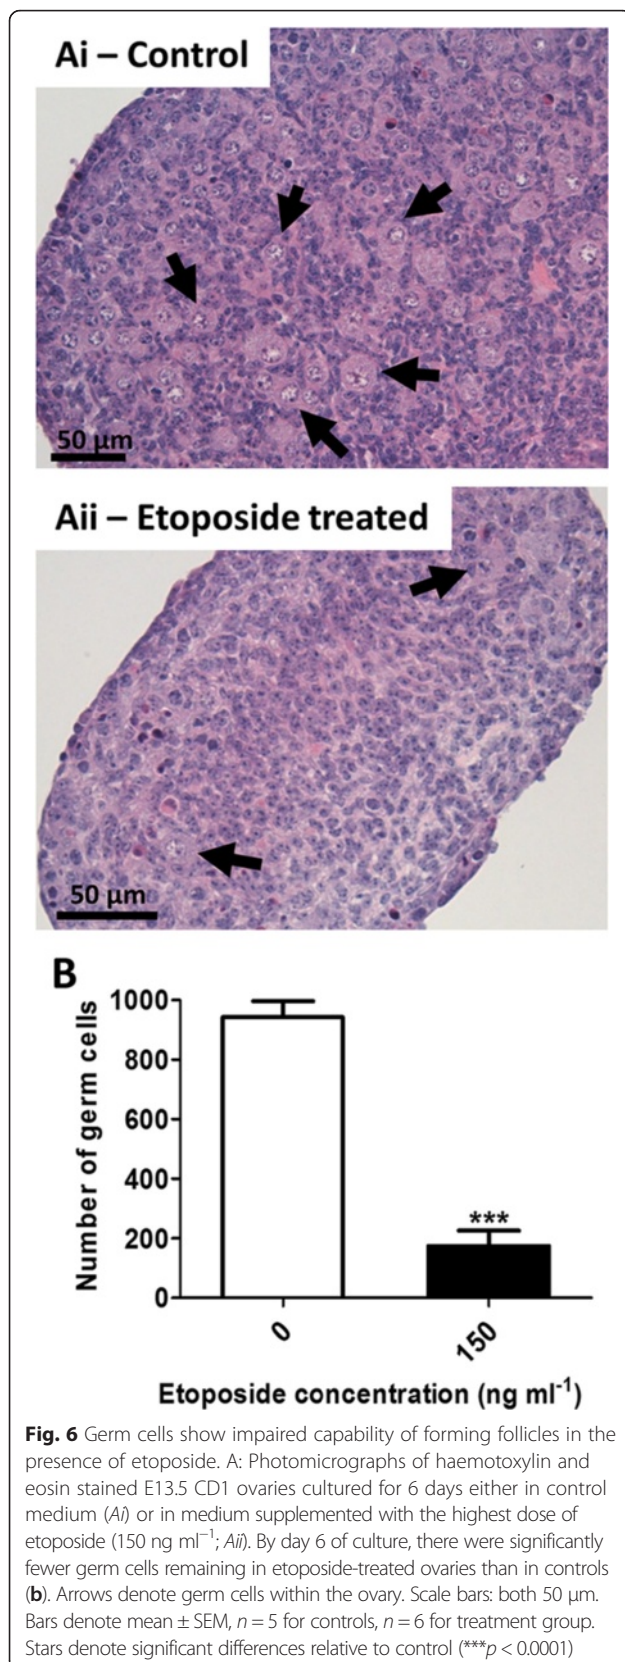 Ai – Control
50 µm
Aii – Etoposide treated
50 µm
B
Number of germ cells
1000
800
600
400
200
0
***
0
150
Etoposide concentration (ng ml⁻¹)
Fig. 6 Germ cells show impaired capability of forming follicles in the
presence of etoposide. A: Photomicrographs of haemotoxylin and
eosin stained E13.5 CD1 ovaries cultured for 6 days either in control
medium (Ai) or in medium supplemented with the highest dose of
etoposide (150 ng ml⁻¹; Aii). By day 6 of culture, there were significantly
fewer germ cells remaining in etoposide-treated ovaries than in controls
(b). Arrows denote germ cells within the ovary. Scale bars: both 50 µm.
Bars denote mean ± SEM, n = 5 for controls, n = 6 for treatment group.
Stars denote significant differences relative to control (***p < 0.0001)